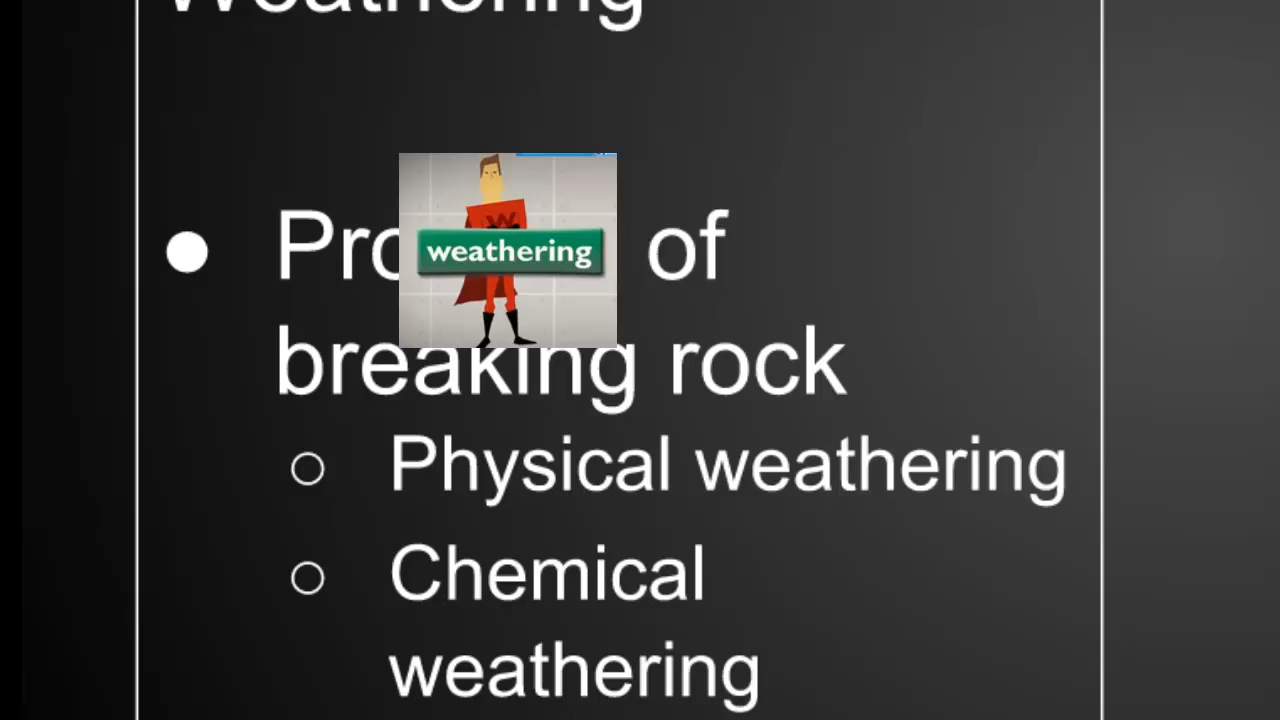 Weathering
W
weathering
Pro of
breaking rock
Physical weathering
Chemical
weathering